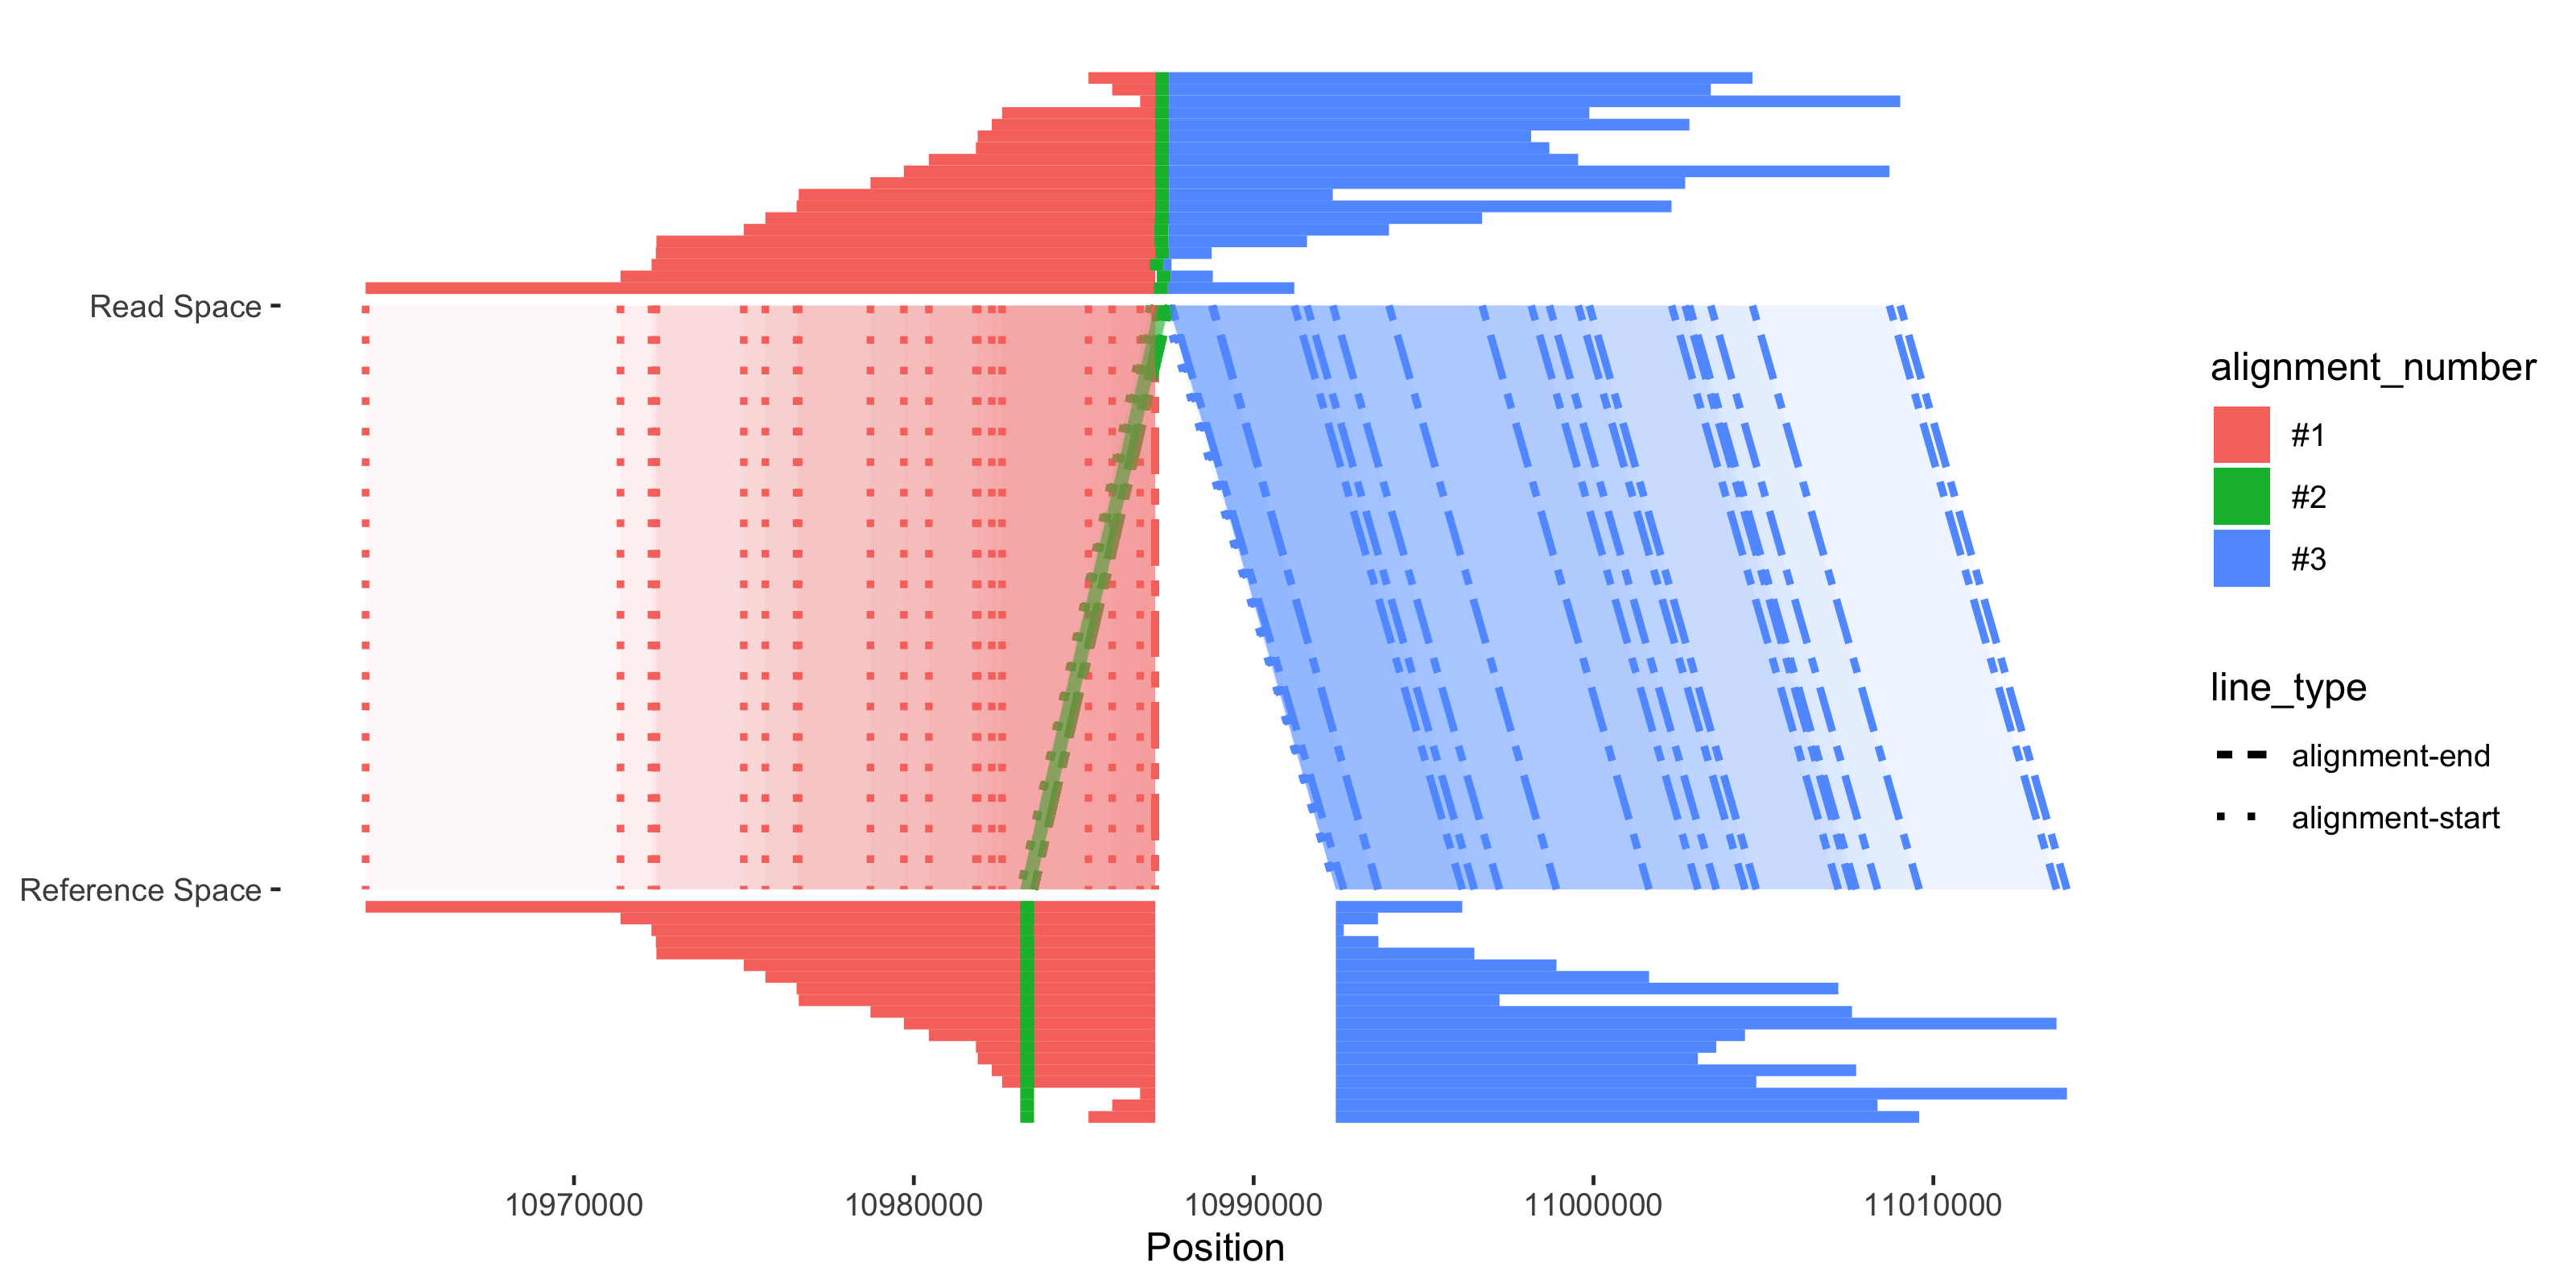 Read Space
Reference Space
10970000
10980000
10990000
11000000
11010000
Position
alignment_number
#1
#2
#3
line_type
alignment-end
alignment-start